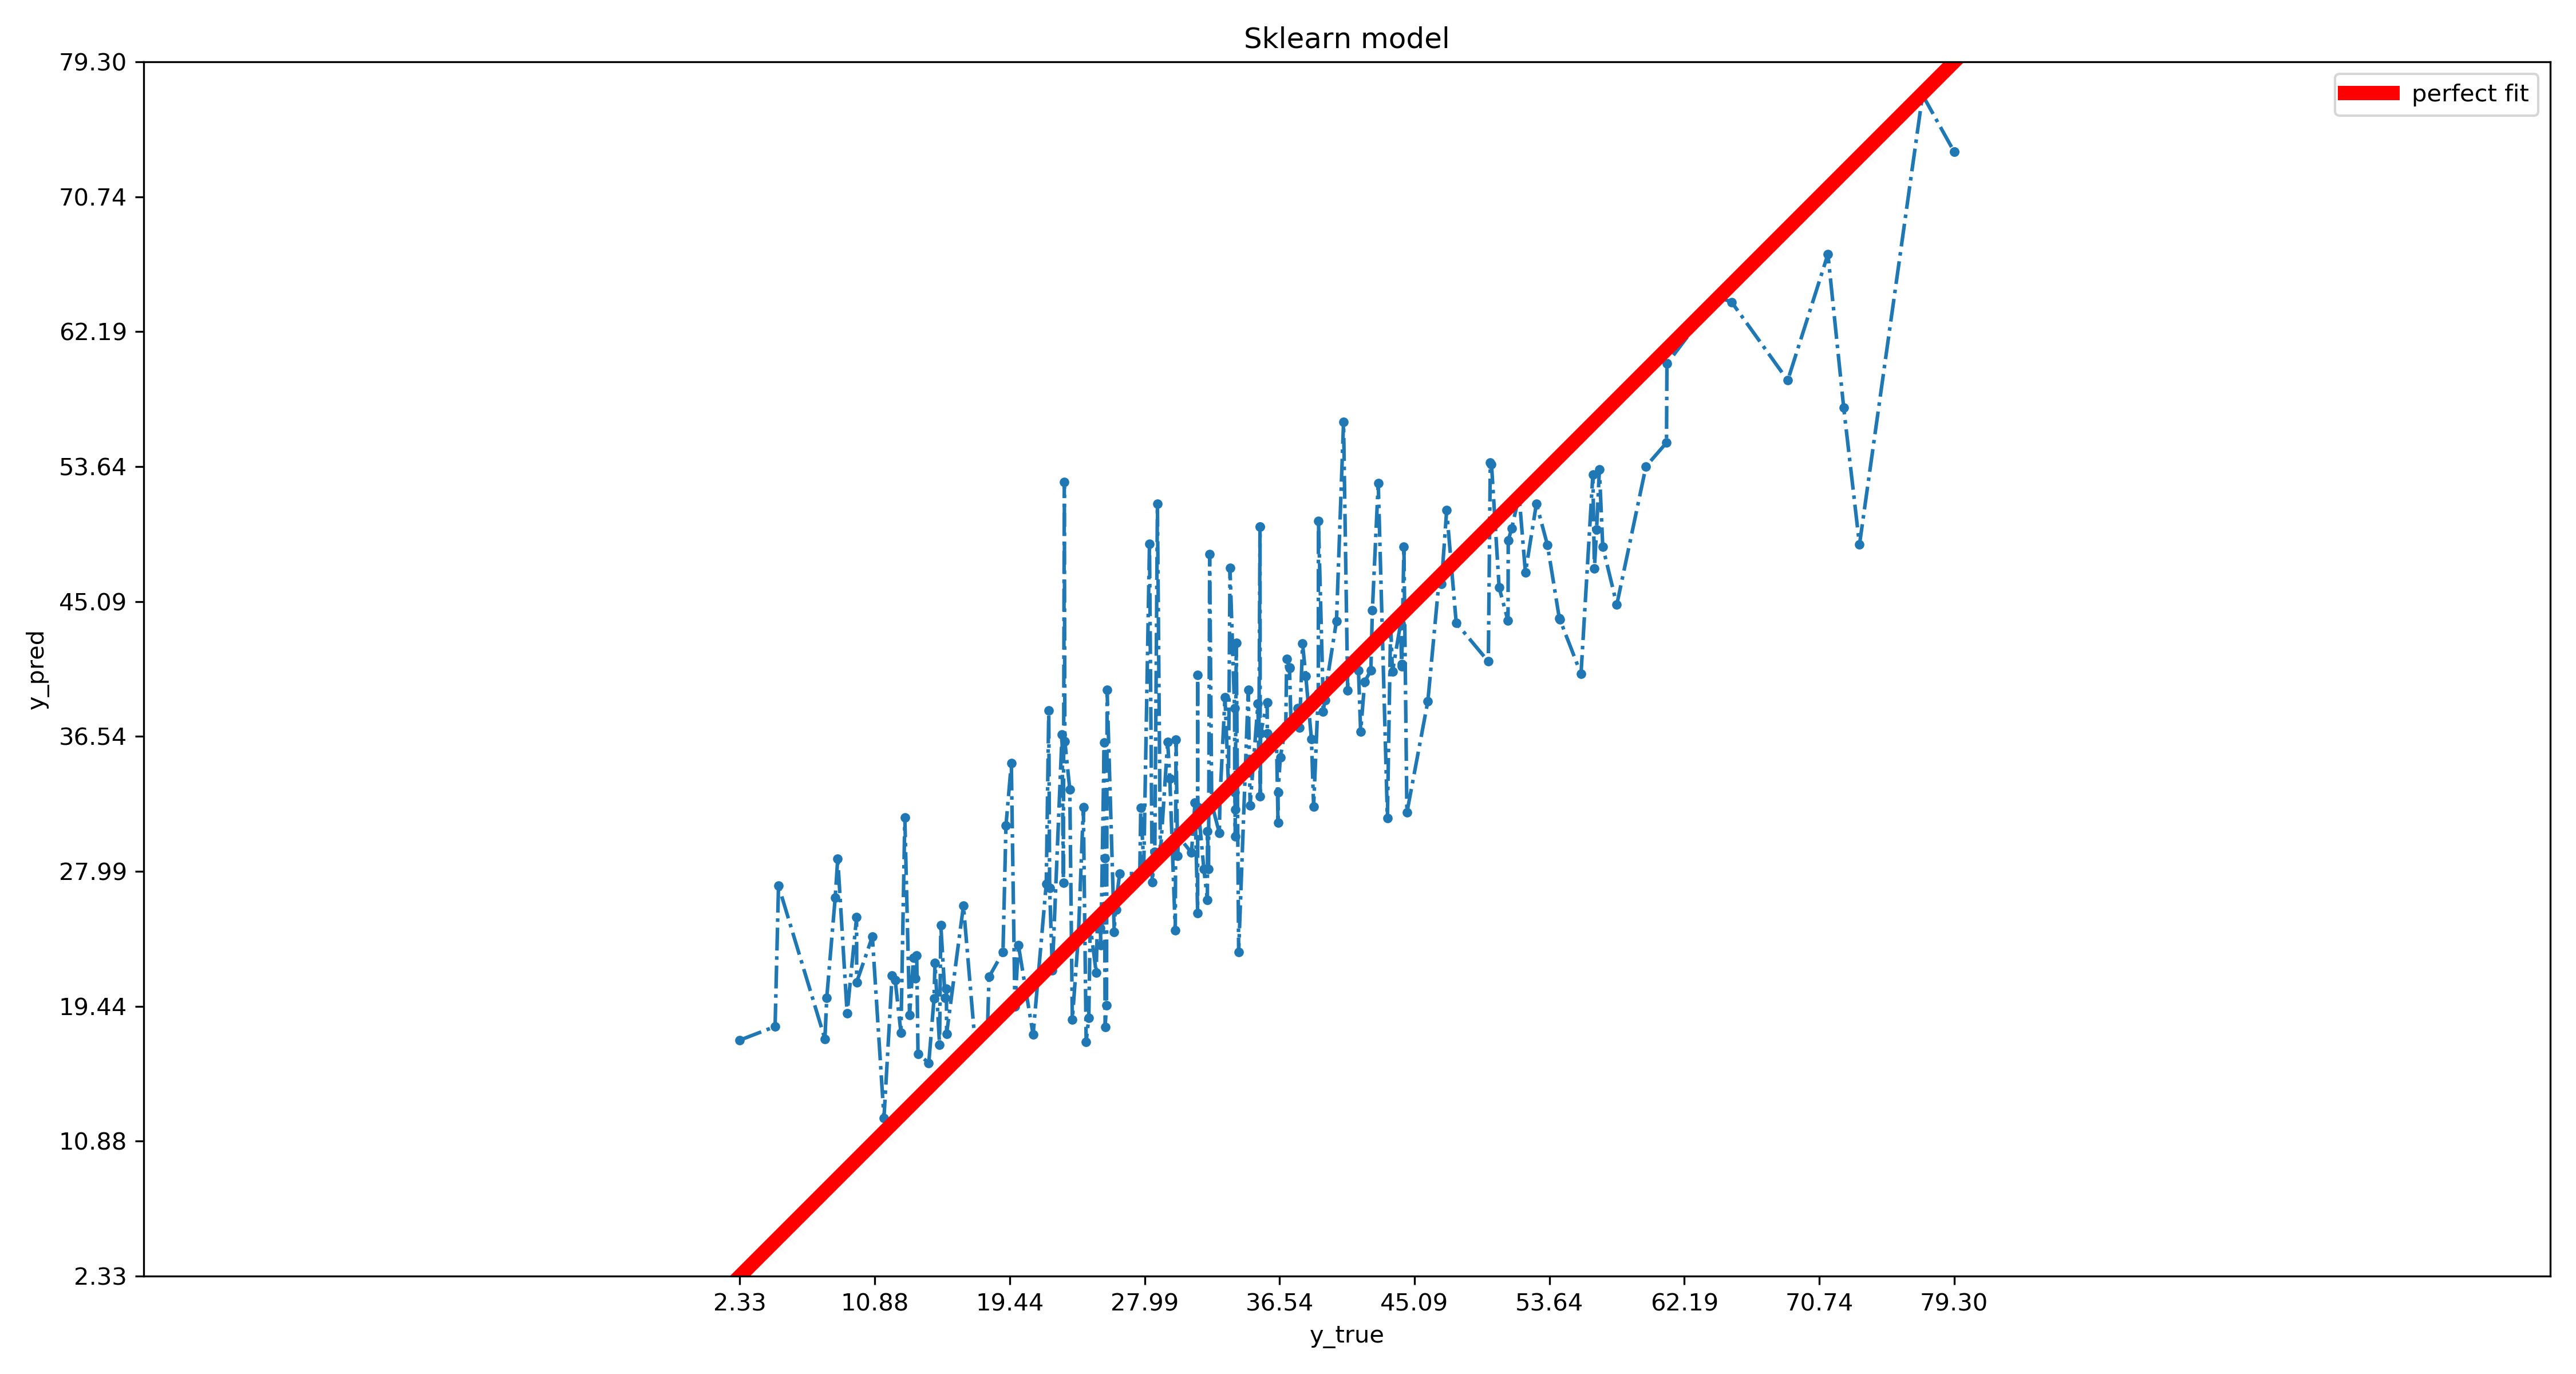 Sklearn model
perfect fit
79.30
70.74
62.19
53.64
45.09
36.54
27.99
19.44
10.88
2.33
y_pred
2.33 10.88 19.44 27.99 36.54 45.09 53.64 62.19 70.74 79.30
y_true